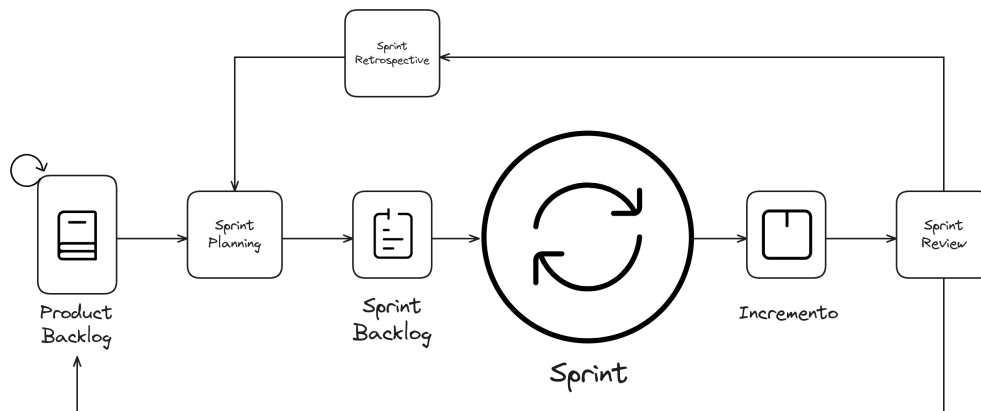 Sprint
Retrospective
Sprint
Planning
Sprint
Review
Product
Backlog
Sprint
Backlog
Incremento
Sprint